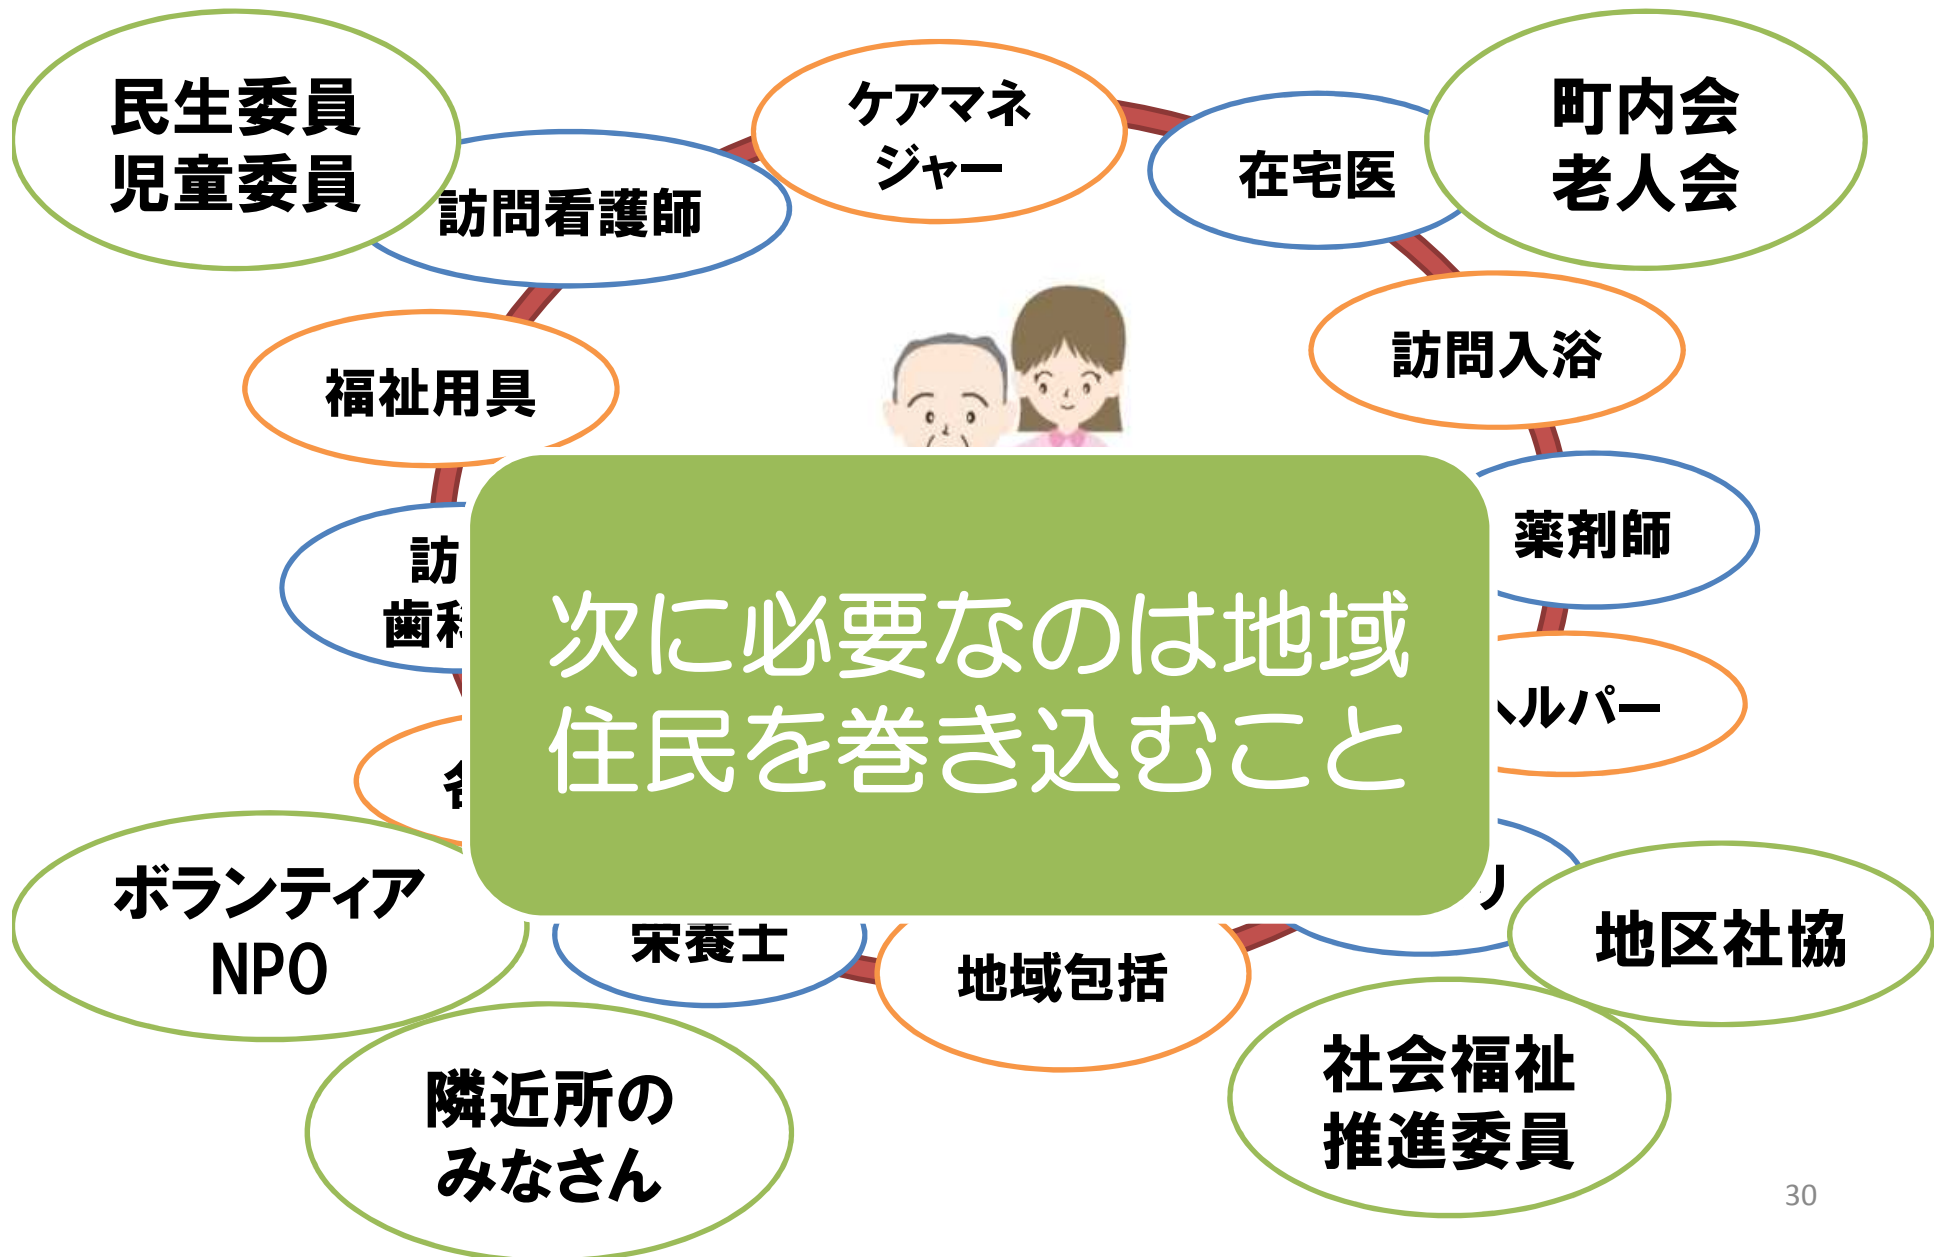 民生委員
児童委員
訪問看護師
ケアマネ
ジャー
在宅医
町内会
老人会
福祉用具
訪問入浴
訪
歯科
薬剤師
次に必要なのは地域
住民を巻き込むこと
ヘルパー
ボランティア
NPO
栄養士
地域包括
リ
地区社協
隣近所の
みなさん
社会福祉
推進委員
30